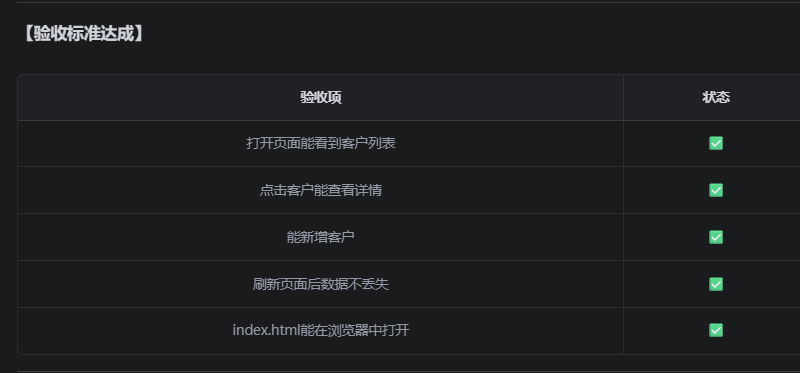 【验收标准达成】
验收项 状态
打开页面能看到客户列表 ✅
点击客户能查看详情 ✅
能新增客户 ✅
刷新页面后数据不丢失 ✅
index.html能在浏览器中打开 ✅